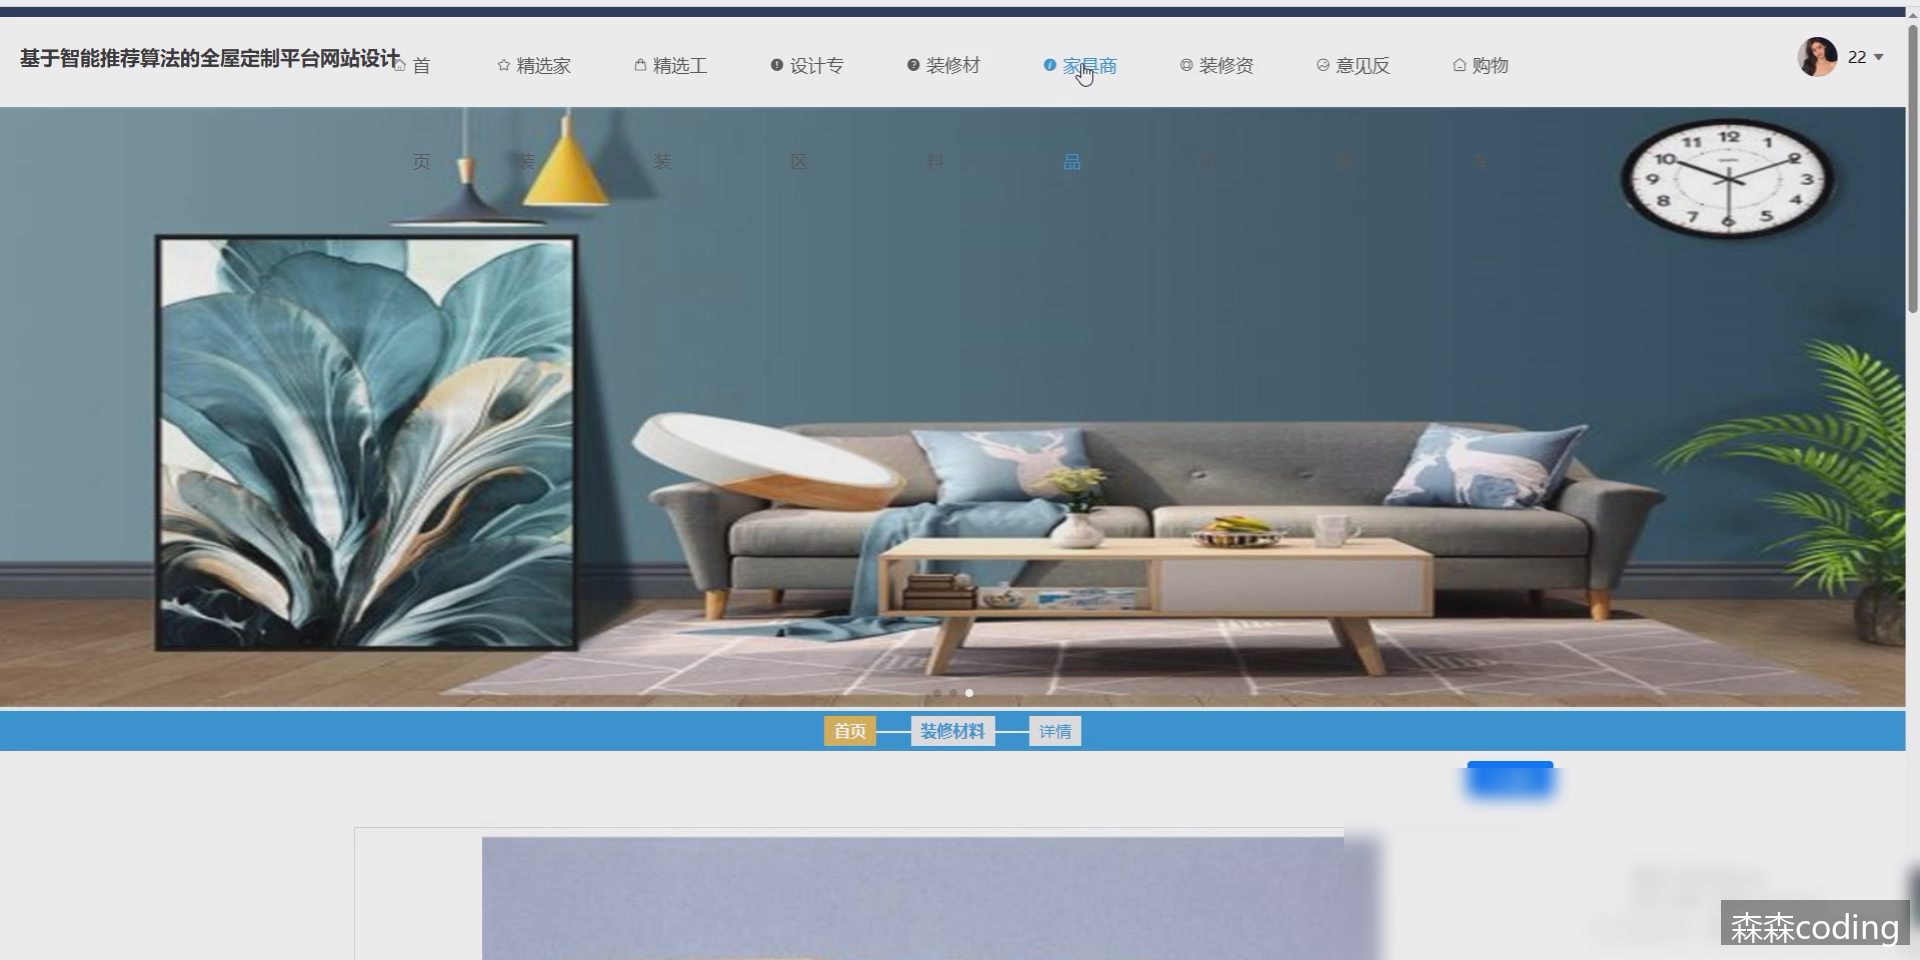 基于智能推荐算法的全屋定制平台网站设计
首 精选家 精选工 设计专 装修材 家具商 装修资 意见反 购物
22
页 装 装 区 料 品 讯 馈 车
12 1 2 3 4 5 6 7 8 9 10 11
首页 装修材料 详情
森森coding